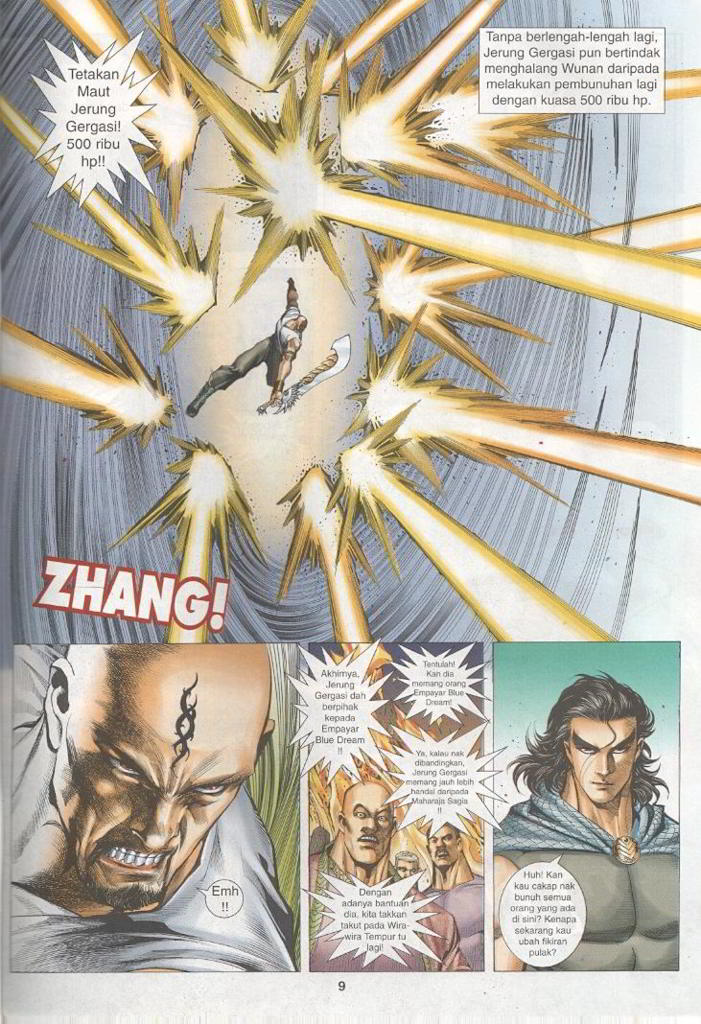 Tanpa berlengah-lengah lagi,
Jerung Gergasi pun bertindak
menghalang Wunan daripada
melakukan pembunuhan lagi
dengan kuasa 500 ribu hp.
Tetakan
Maut
Jerung
Gergasi!
500 ribu
hp!!
ZHANG!
Emh
!!
Akhirnya,
Jerung
Gergasi dah
berpihak
kepada
Empayar
Blue Dream
!!
Tentulah!
Kan dia
memang orang
Empayar Blue
Dream!
Ya, kalau nak
dibandingkan,
Jerung Gergasi
memang jauh lebih
handal daripada
Maharaja Sagia
!!
Dengan
adanya bantuan
dia, kita takkan
takut pada Wira-
wira Tempur tu
lagi!
Huh! Kan
kau cakap nak
bunuh semua
orang yang ada
di sini? Kenapa
sekarang kau
ubah fikiran
pulak?
9